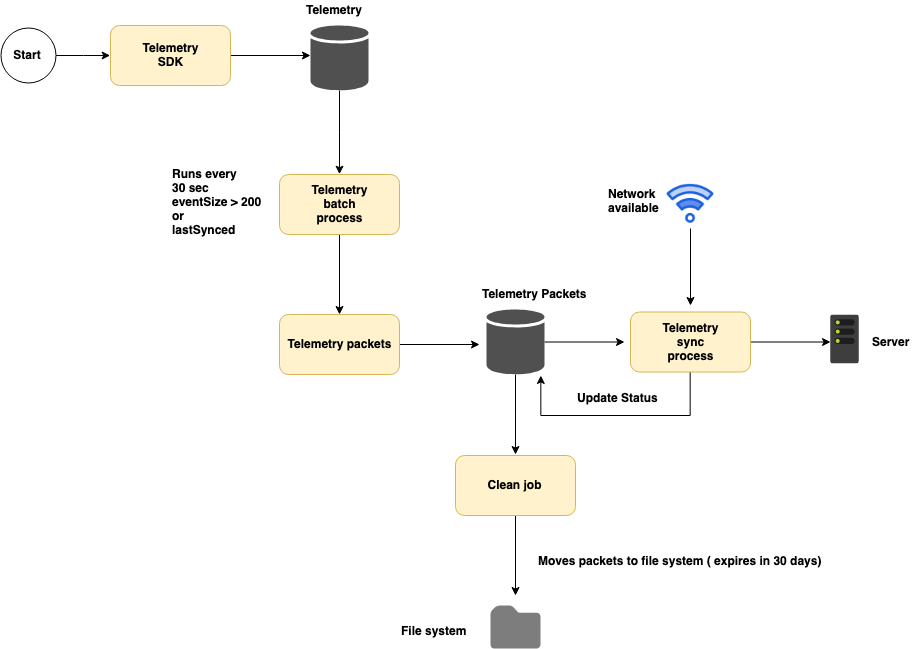 Telemetry
Start
Telemetry
SDK
Runs every
30 sec
eventSize > 200
or
lastSynced
Telemetry
batch
process
Network
available
Telemetry Packets
Telemetry packets
Telemetry
sync
process
Server
Update Status
Clean job
Moves packets to file system ( expires in 30 days)
File system